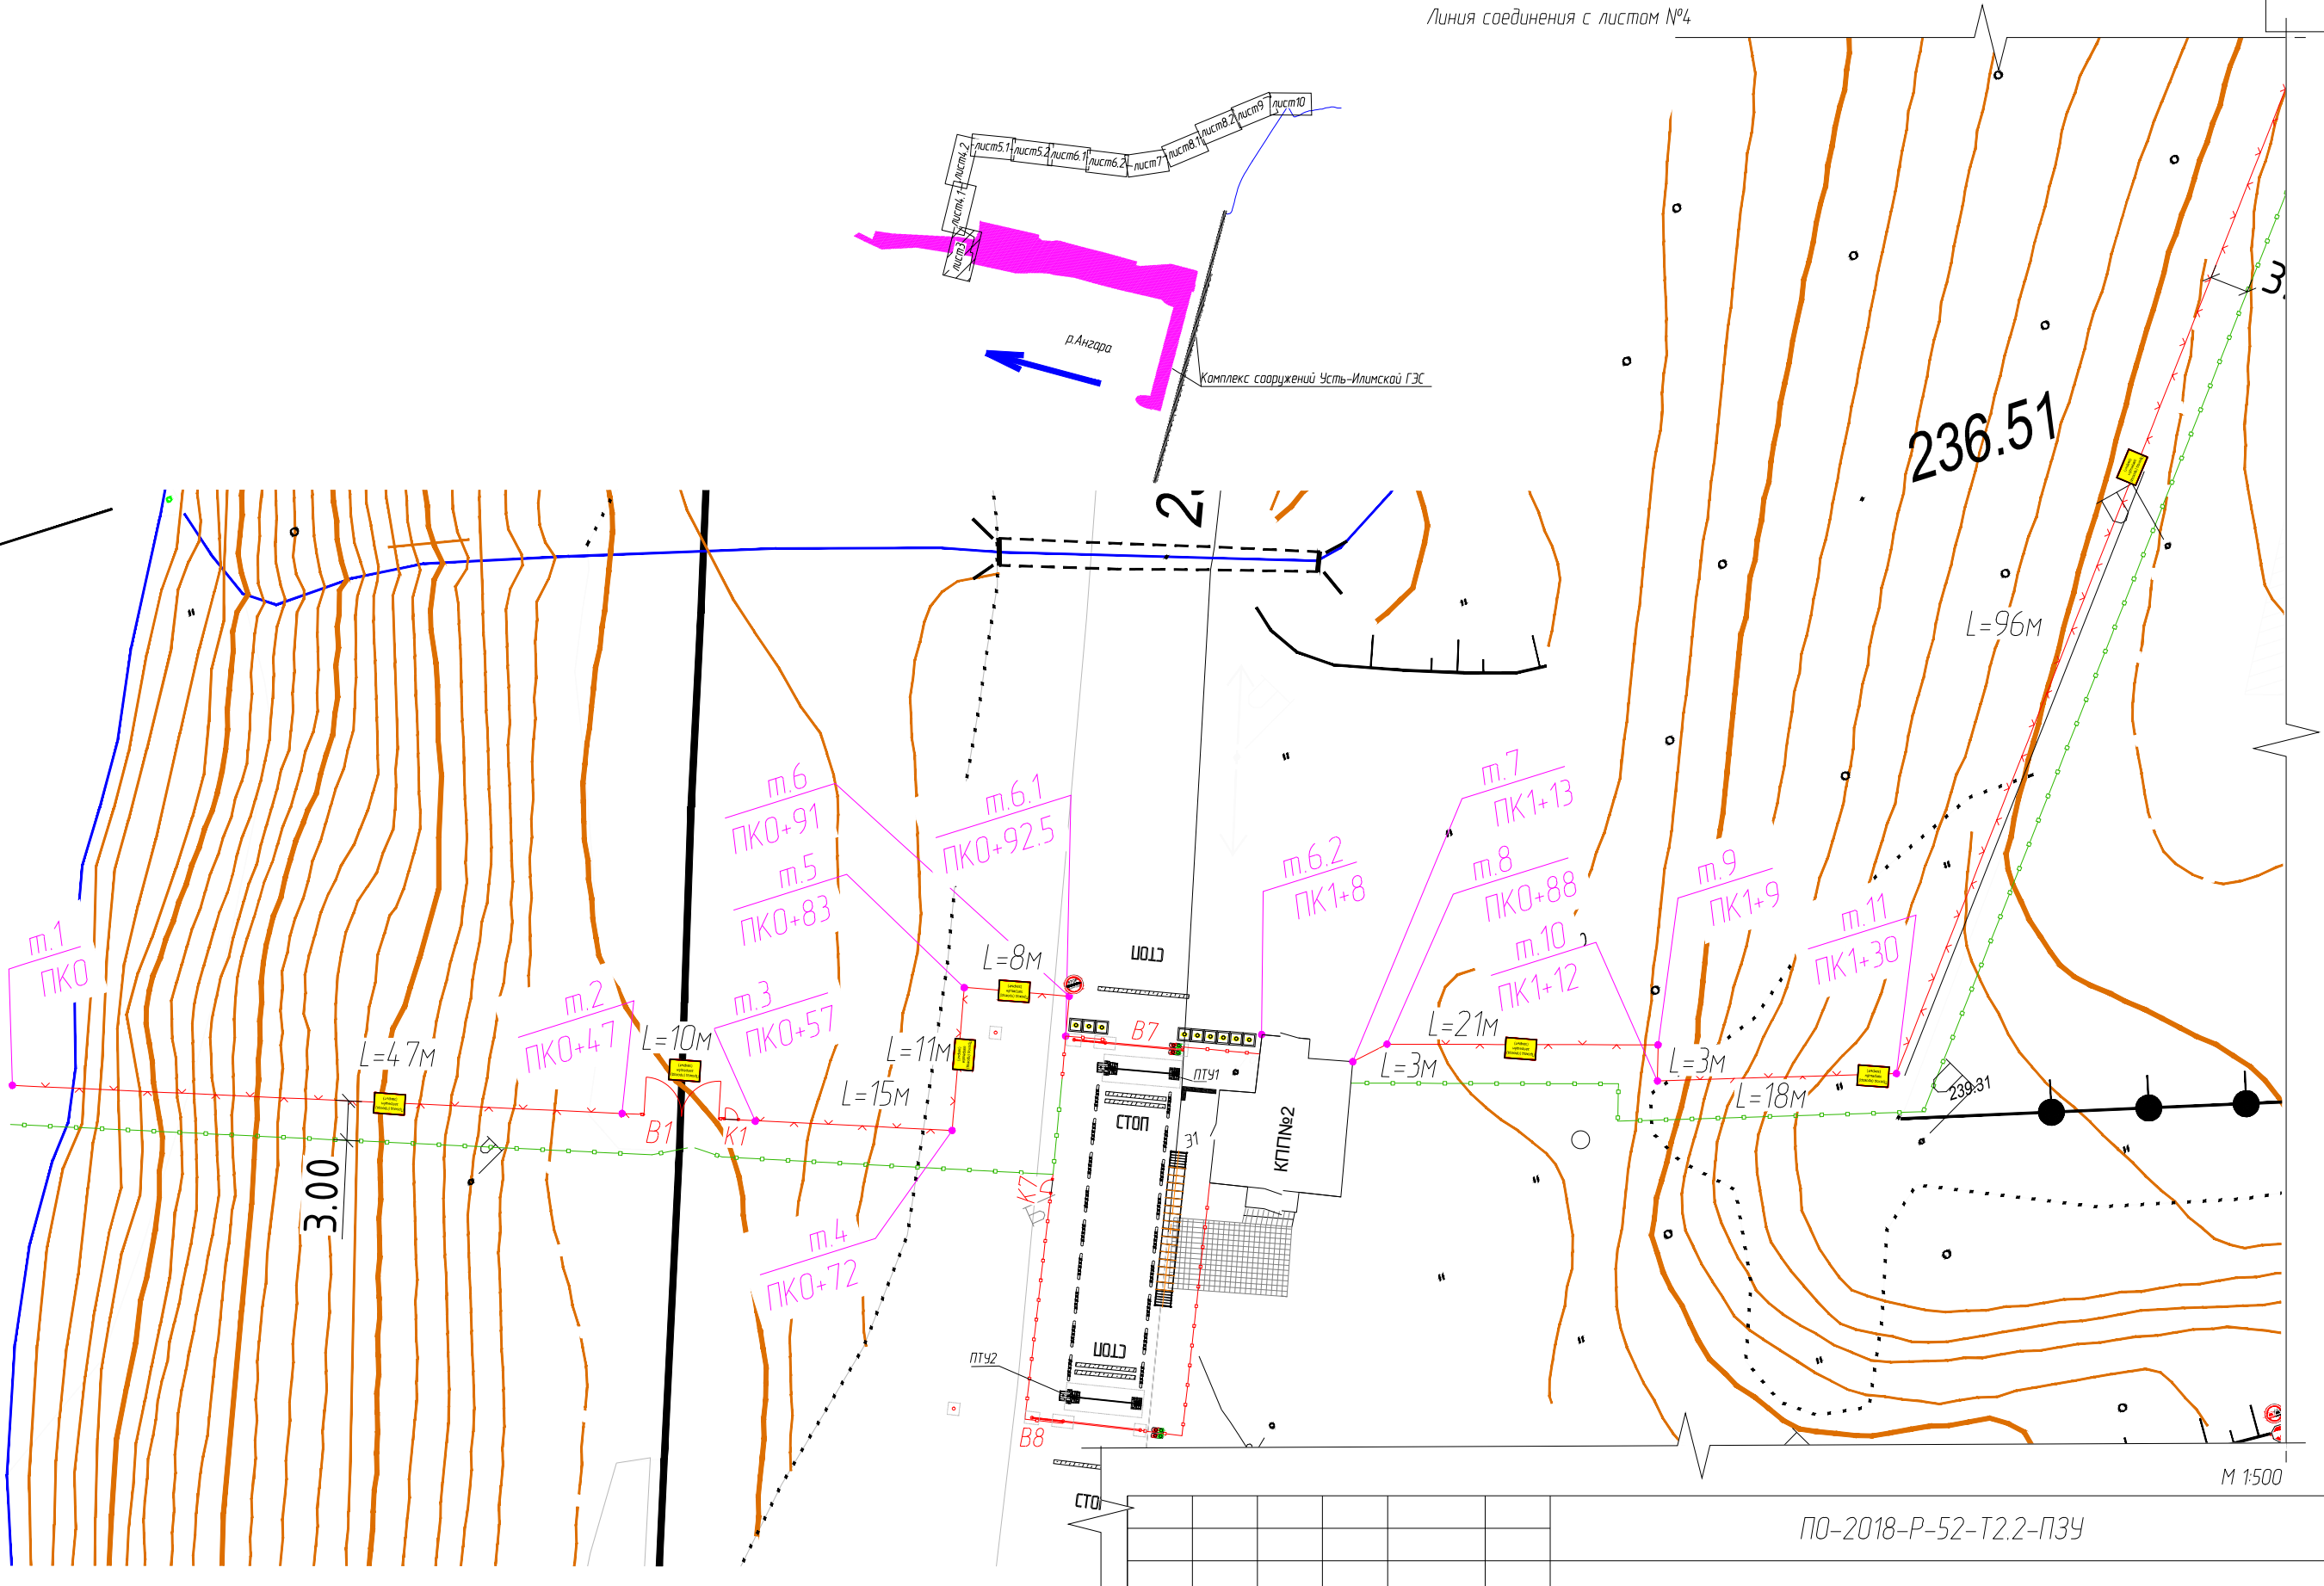 Линия соединения с листом №4
лист10
лист9
лист8.2
лист8.1
лист7
лист6.2
лист6.1
лист5.2
лист5.1
лист4.2
лист4.1
лист3
р.Ангара
Комплекс сооружений Усть-Илимской ГЭС
236.51
L=96м
т.7
ПК1+13
т.6
ПК0+91
т.6.1
ПК0+92.5
т.6.2
ПК1+8
т.8
ПК0+88
т.9
ПК1+9
т.5
ПК0+83
т.10
ПК1+12
т.11
ПК1+30
т.1
ПК0
т.2
ПК0+47
т.3
ПК0+57
L=8м
СТОП
L=47м
L=10м
L=11м
В7
L=21м
L=3м
L=3м
L=15м
L=18м
239.31
ПТУ1
В1
К1
СТОП
З1
КПП№2
3.00
К7
т.4
ПК0+72
СТОП
ПТУ2
В8
М 1:500
ПО-2018-Р-52-Т2.2-ПЗУ